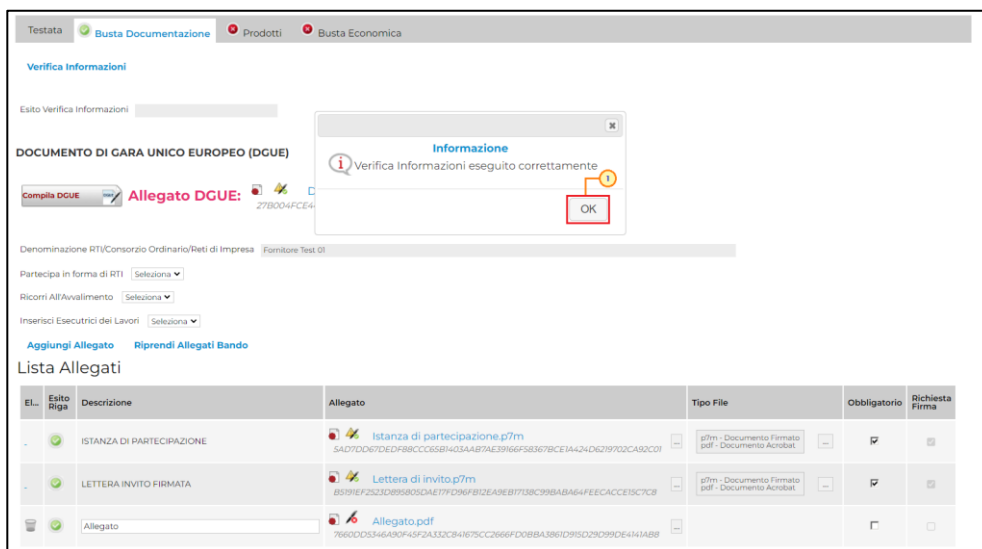 Testata Busta Documentazione Prodotti Busta Economica
Verifica Informazioni
Esito Verifica Informazioni
Informazione
Verifica Informazioni eseguito correttamente
1
OK
DOCUMENTO DI GARA UNICO EUROPEO (DGUE)
Compila DGUE Allegato DGUE: D
27B004FCE4
Denominazione RTI/Consorzio Ordinario/Reti di Impresa Fornitore Test 01
Partecipa in forma di RTI Seleziona
Ricorri All'Avvalimento Seleziona
Inserisci Esecutrici dei Lavori Seleziona
Aggiungi Allegato Riprendi Allegati Bando
Lista Allegati
El... Esito Riga Descrizione Allegato Tipo File Obbligatorio Richiesta Firma
ISTANZA DI PARTECIPAZIONE Istanza di partecipazione.p7m ... p7m - Documento Firmato ...
pdf - Documento Acrobat
LETTERA INVITO FIRMATA Lettera di invito.p7m ... p7m - Documento Firmato ...
pdf - Documento Acrobat
Allegato Allegato.pdf ...